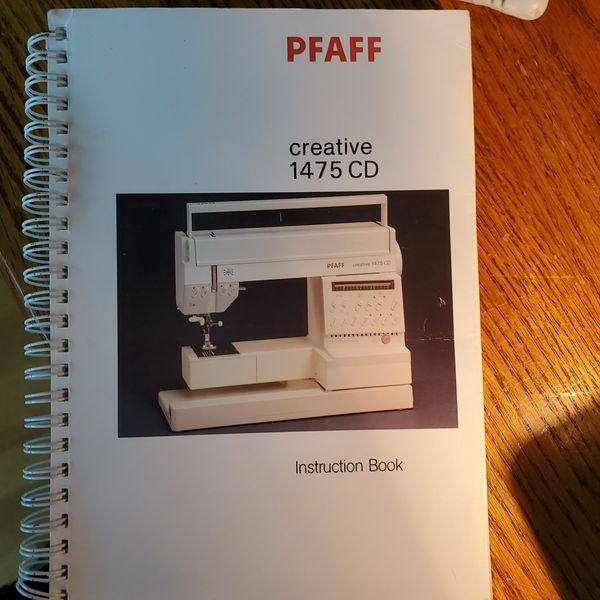 PFAFF
creative
1475 CD
PFAFF creative 1475 CD
Instruction Book